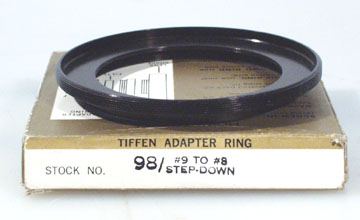 TIFFEN ADAPTER RING
STOCK NO. 98/ #9 TO #8
STEP-DOWN